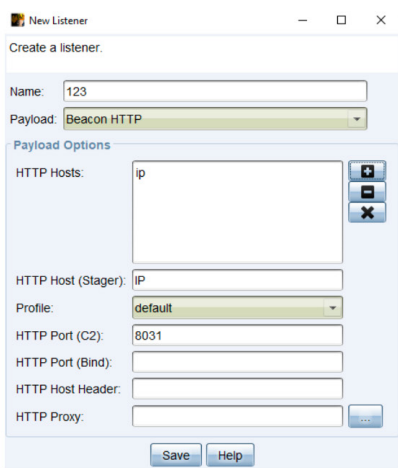 New Listener
Create a listener.
Name: 123
Payload: Beacon HTTP
Payload Options
HTTP Hosts: ip
HTTP Host (Stager): IP
Profile: default
HTTP Port (C2): 8031
HTTP Port (Bind):
HTTP Host Header:
HTTP Proxy: ...
Save Help